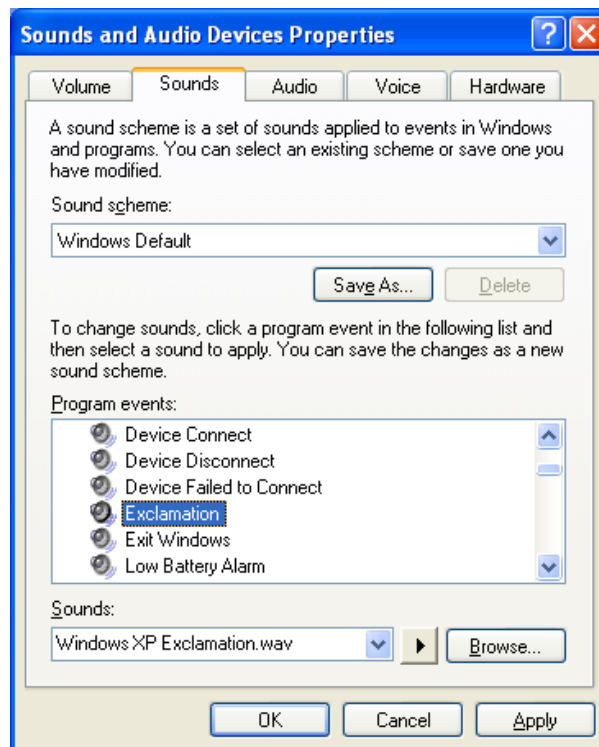 Sounds and Audio Devices Properties
Volume Sounds Audio Voice Hardware
A sound scheme is a set of sounds applied to events in Windows
and programs. You can select an existing scheme or save one you
have modified.
Sound scheme:
Windows Default
Save As... Delete
To change sounds, click a program event in the following list and
then select a sound to apply. You can save the changes as a new
sound scheme.
Program events:
Device Connect
Device Disconnect
Device Failed to Connect
Exclamation
Exit Windows
Low Battery Alarm
Sounds:
Windows XP Exclamation.wav Browse...
OK Cancel Apply